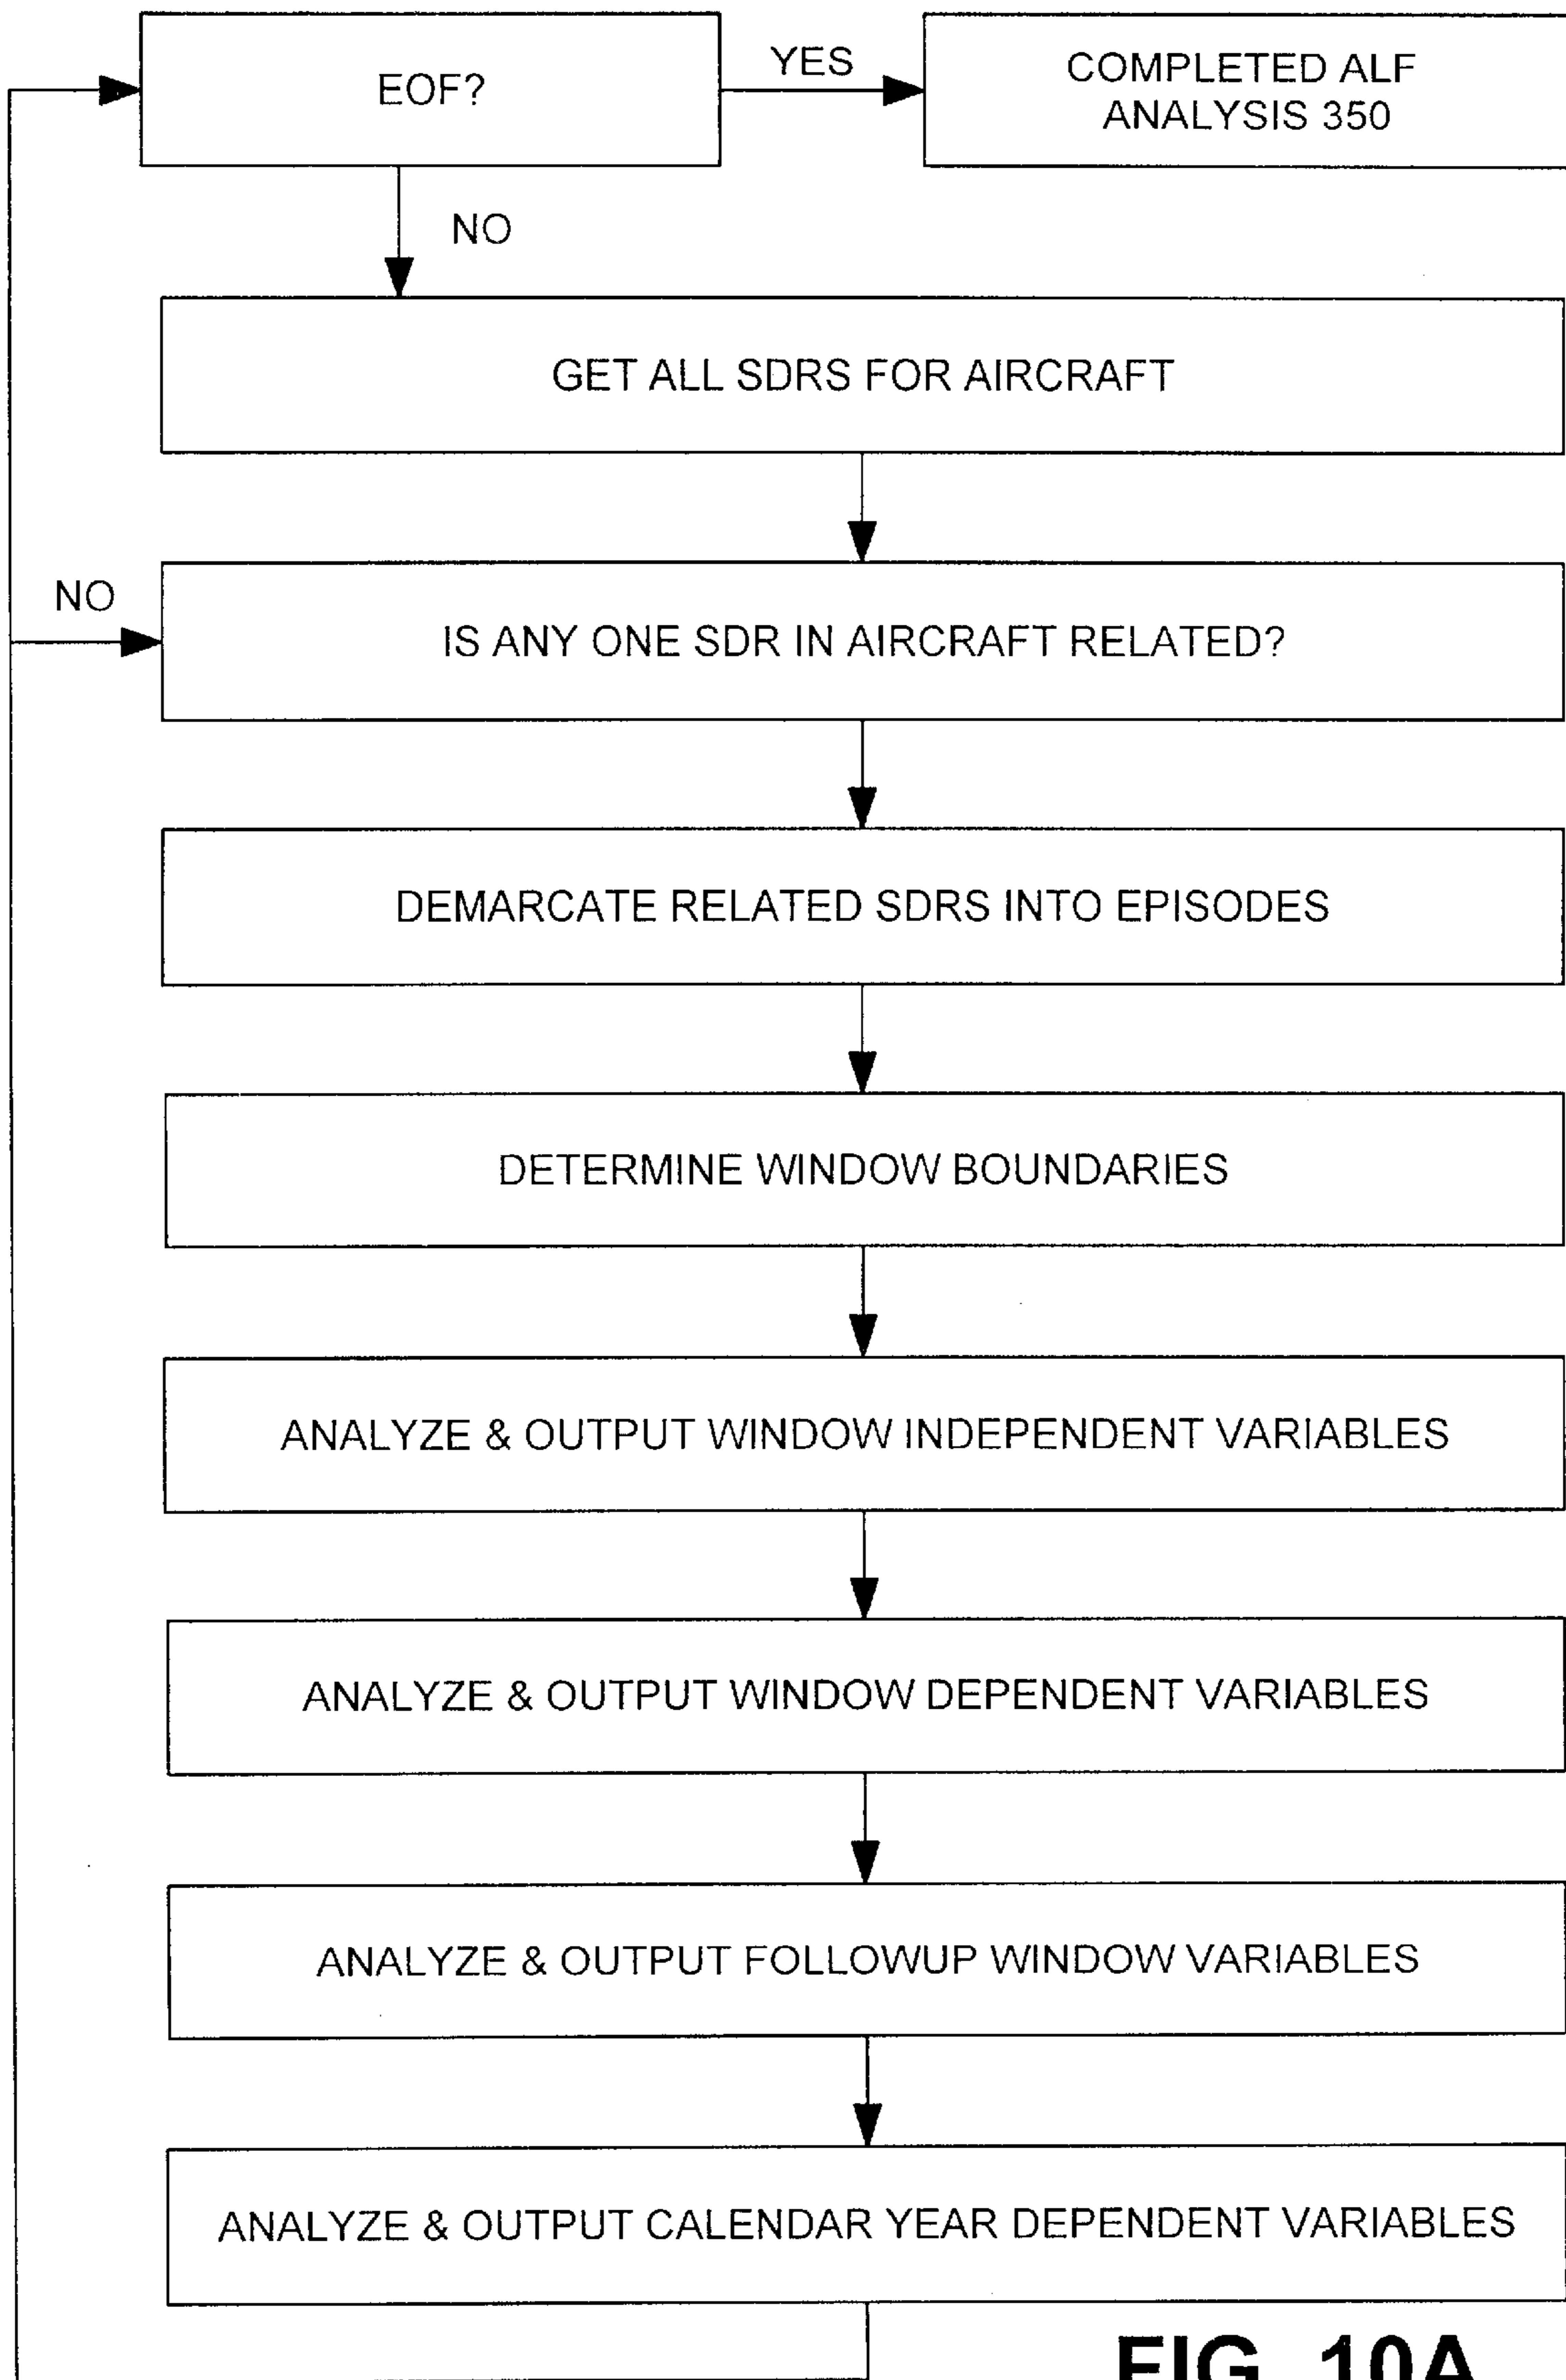 EOF?
YES
COMPLETED ALF
ANALYSIS 350
NO
GET ALL SDRS FOR AIRCRAFT
NO
IS ANY ONE SDR IN AIRCRAFT RELATED?
DEMARCATE RELATED SDRS INTO EPISODES
DETERMINE WINDOW BOUNDARIES
ANALYZE & OUTPUT WINDOW INDEPENDENT VARIABLES
ANALYZE & OUTPUT WINDOW DEPENDENT VARIABLES
ANALYZE & OUTPUT FOLLOWUP WINDOW VARIABLES
ANALYZE & OUTPUT CALENDAR YEAR DEPENDENT VARIABLES
FIG. 10A